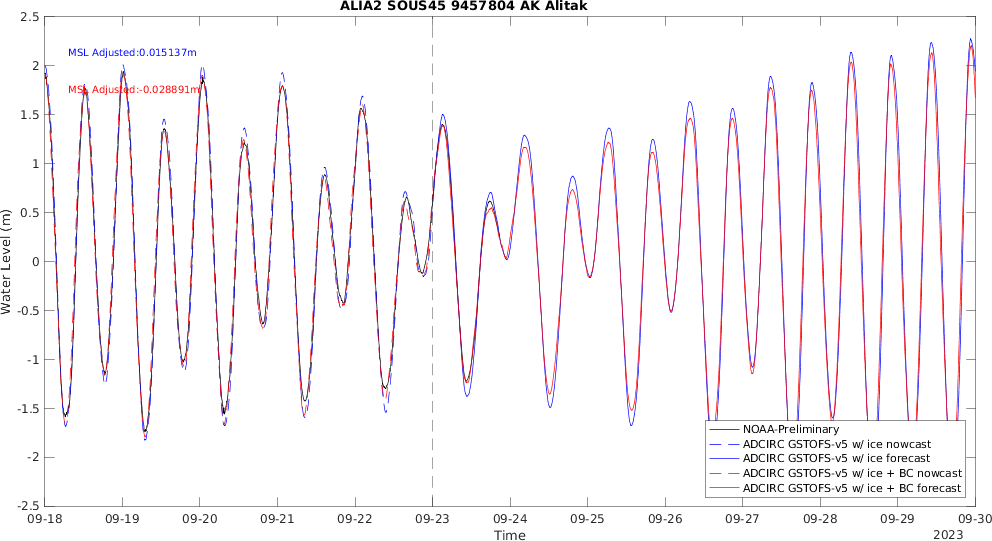 ALIA2 SOUS45 9457804 AK Alitak
MSL Adjusted:0.015137m
MSL Adjusted:-0.028891m
Water Level (m)
2.5
2
1.5
1
0.5
0
-0.5
-1
-1.5
-2
-2.5
NOAA-Preliminary
ADCIRC GSTOFS-v5 w/ ice nowcast
ADCIRC GSTOFS-v5 w/ ice forecast
ADCIRC GSTOFS-v5 w/ ice + BC nowcast
ADCIRC GSTOFS-v5 w/ ice + BC forecast
09-18 09-19 09-20 09-21 09-22 09-23 09-24 09-25 09-26 09-27 09-28 09-29 09-30
Time
2023